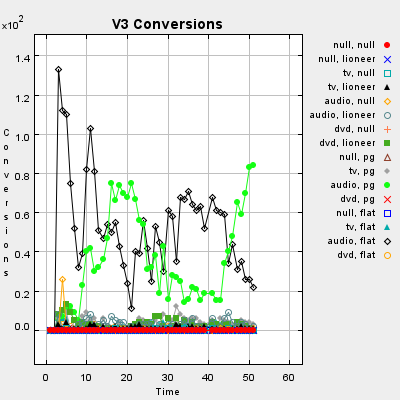 V3 Conversions
×10²
1.4
1.2
1.0
0.8
0.6
0.4
0.2
0.0
Conversions
0
10
20
30
40
50
60
Time
null, null
null, lioneer
tv, null
tv, lioneer
audio, null
audio, lioneer
dvd, null
dvd, lioneer
null, pg
tv, pg
audio, pg
dvd, pg
null, flat
tv, flat
audio, flat
dvd, flat